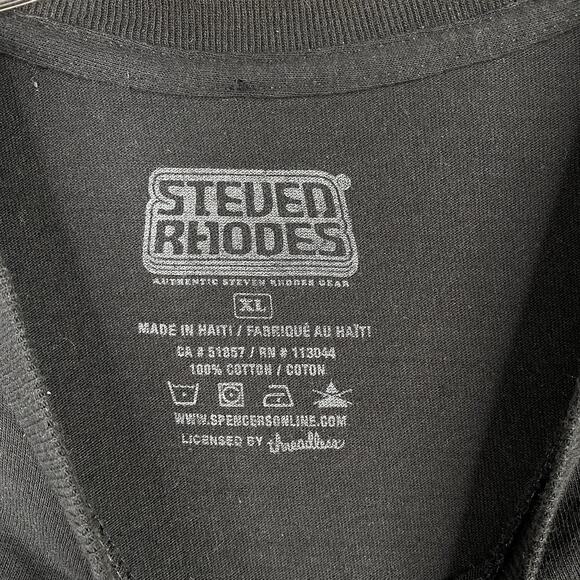 STEVEN
RHODES®
AUTHENTIC STEVEN RHODES GEAR
XL
MADE IN HAITI / FABRIQUÉ AU HAÏTI
CA # 51857 / RN # 113044
100% COTTON / COTON
WWW.SPENCERSONLINE.COM
LICENSED BY threadless